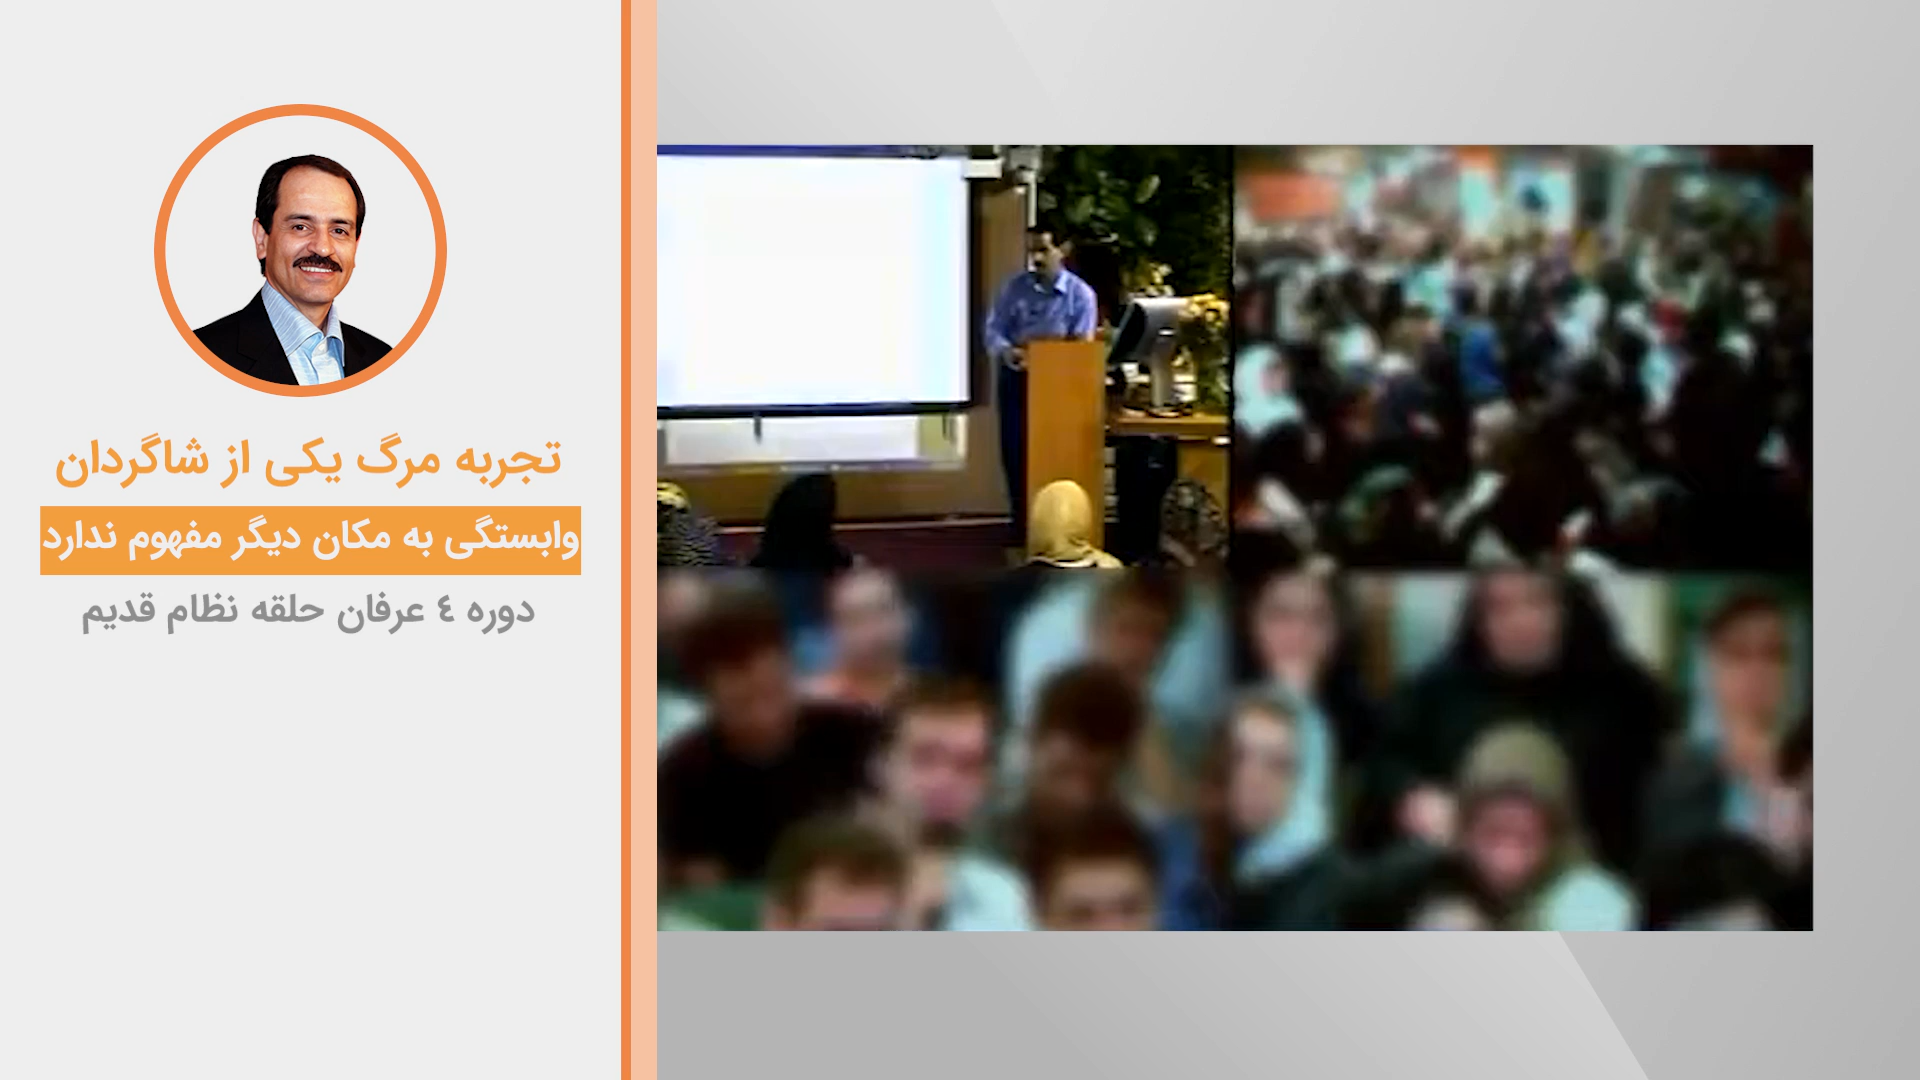 تجربه مرگ یکی از شاگردان
وابستگی به مکان دیگر مفهوم ندارد
دوره ٤ عرفان حلقه نظام قدیم